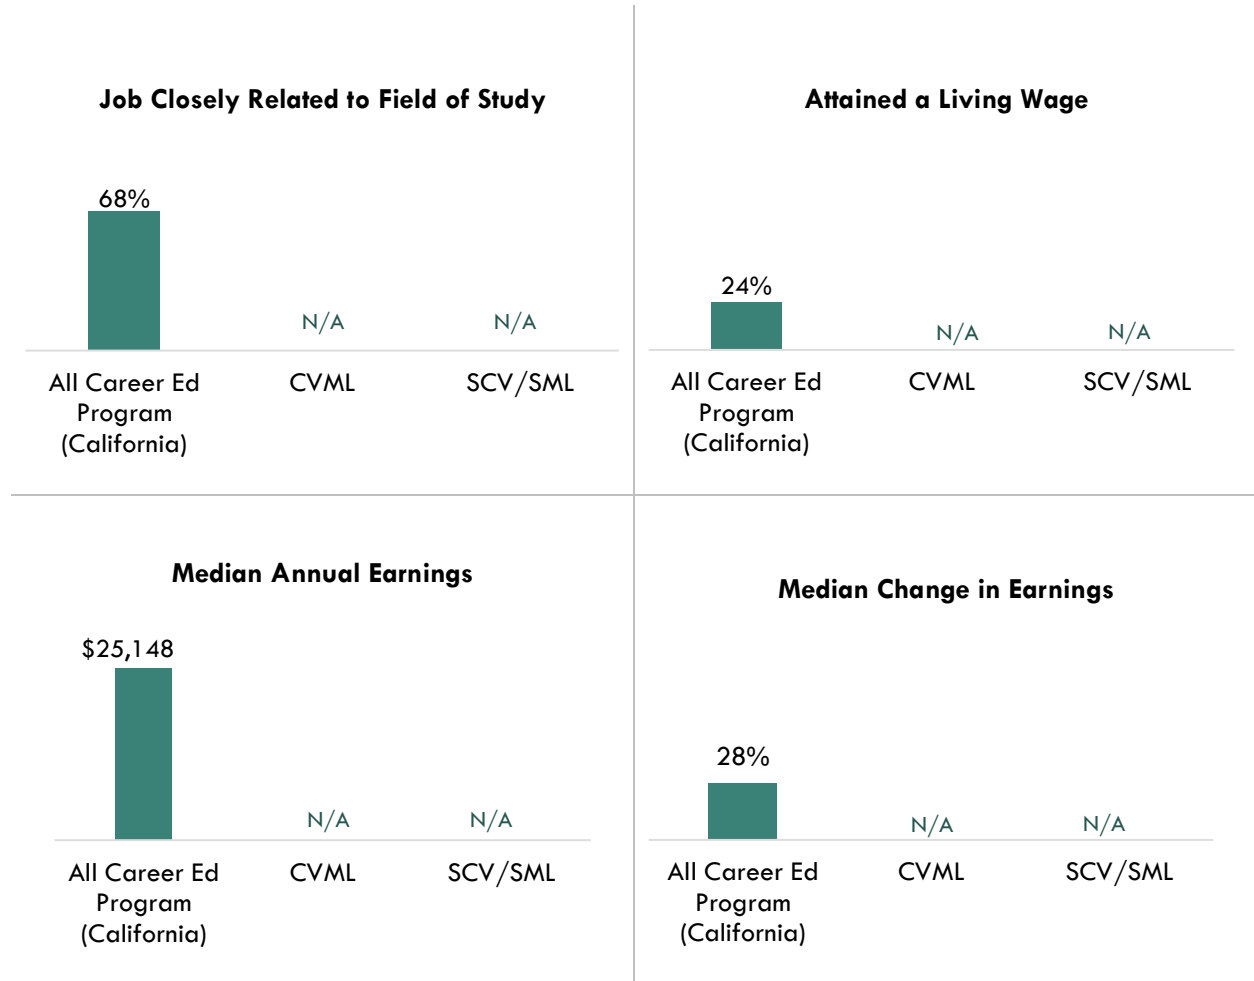 Job Closely Related to Field of Study
68%
N/A
N/A
All Career Ed
Program
(California)
CVML
SCV/SML
Attained a Living Wage
24%
N/A
N/A
All Career Ed
Program
(California)
CVML
SCV/SML
Median Annual Earnings
$25,148
N/A
N/A
All Career Ed
Program
(California)
CVML
SCV/SML
Median Change in Earnings
28%
N/A
N/A
All Career Ed
Program
(California)
CVML
SCV/SML